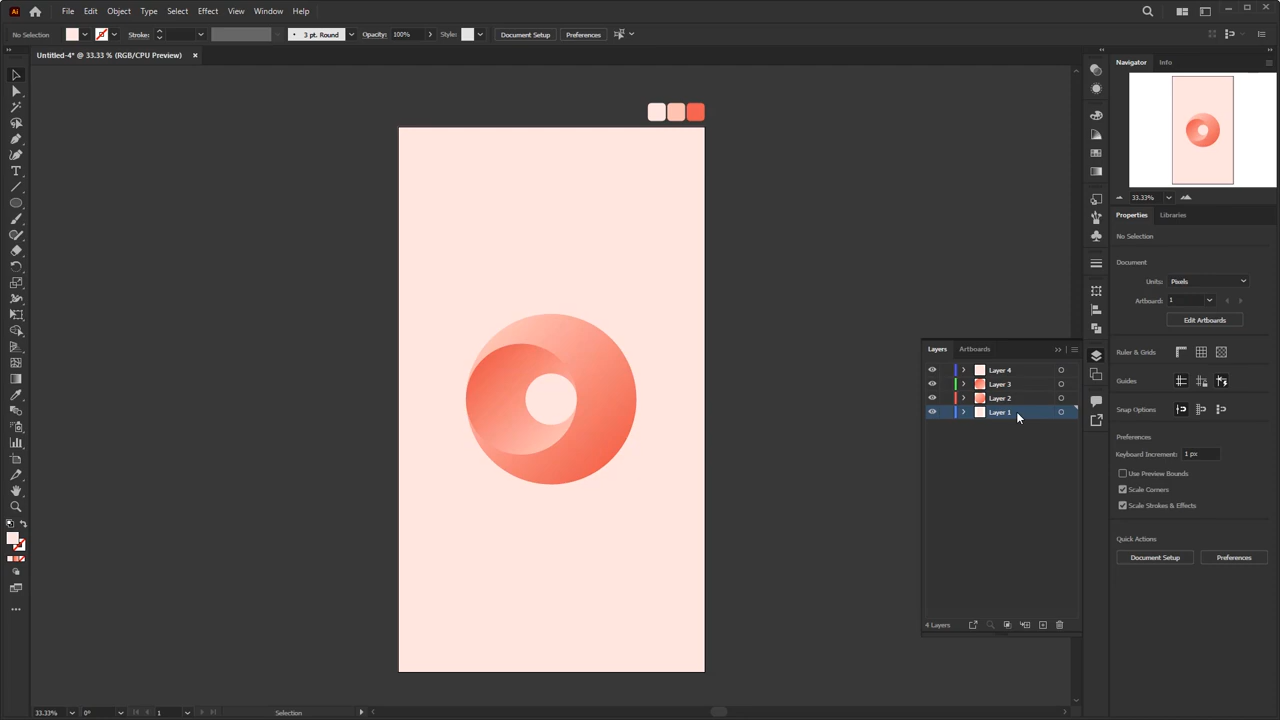 Ai File Edit Object Type Select Effect View Window Help
No Selection Stroke: 3 pt. Round Opacity: 100% Style: Document Setup Preferences
Untitled-4* @ 33.33 % (RGB/CPU Preview) ×
Navigator Info
33.33%
Properties Libraries
No Selection
Document
Units: Pixels
Artboard: 1
Edit Artboards
Ruler & Grids
Guides
Snap Options
Preferences
Keyboard Increment: 1 px
Use Preview Bounds
Scale Corners
Scale Strokes & Effects
Quick Actions
Document Setup Preferences
Layers Artboards
Layer 4
Layer 3
Layer 2
Layer 1
4 Layers
33.33% 0° 1 Selection